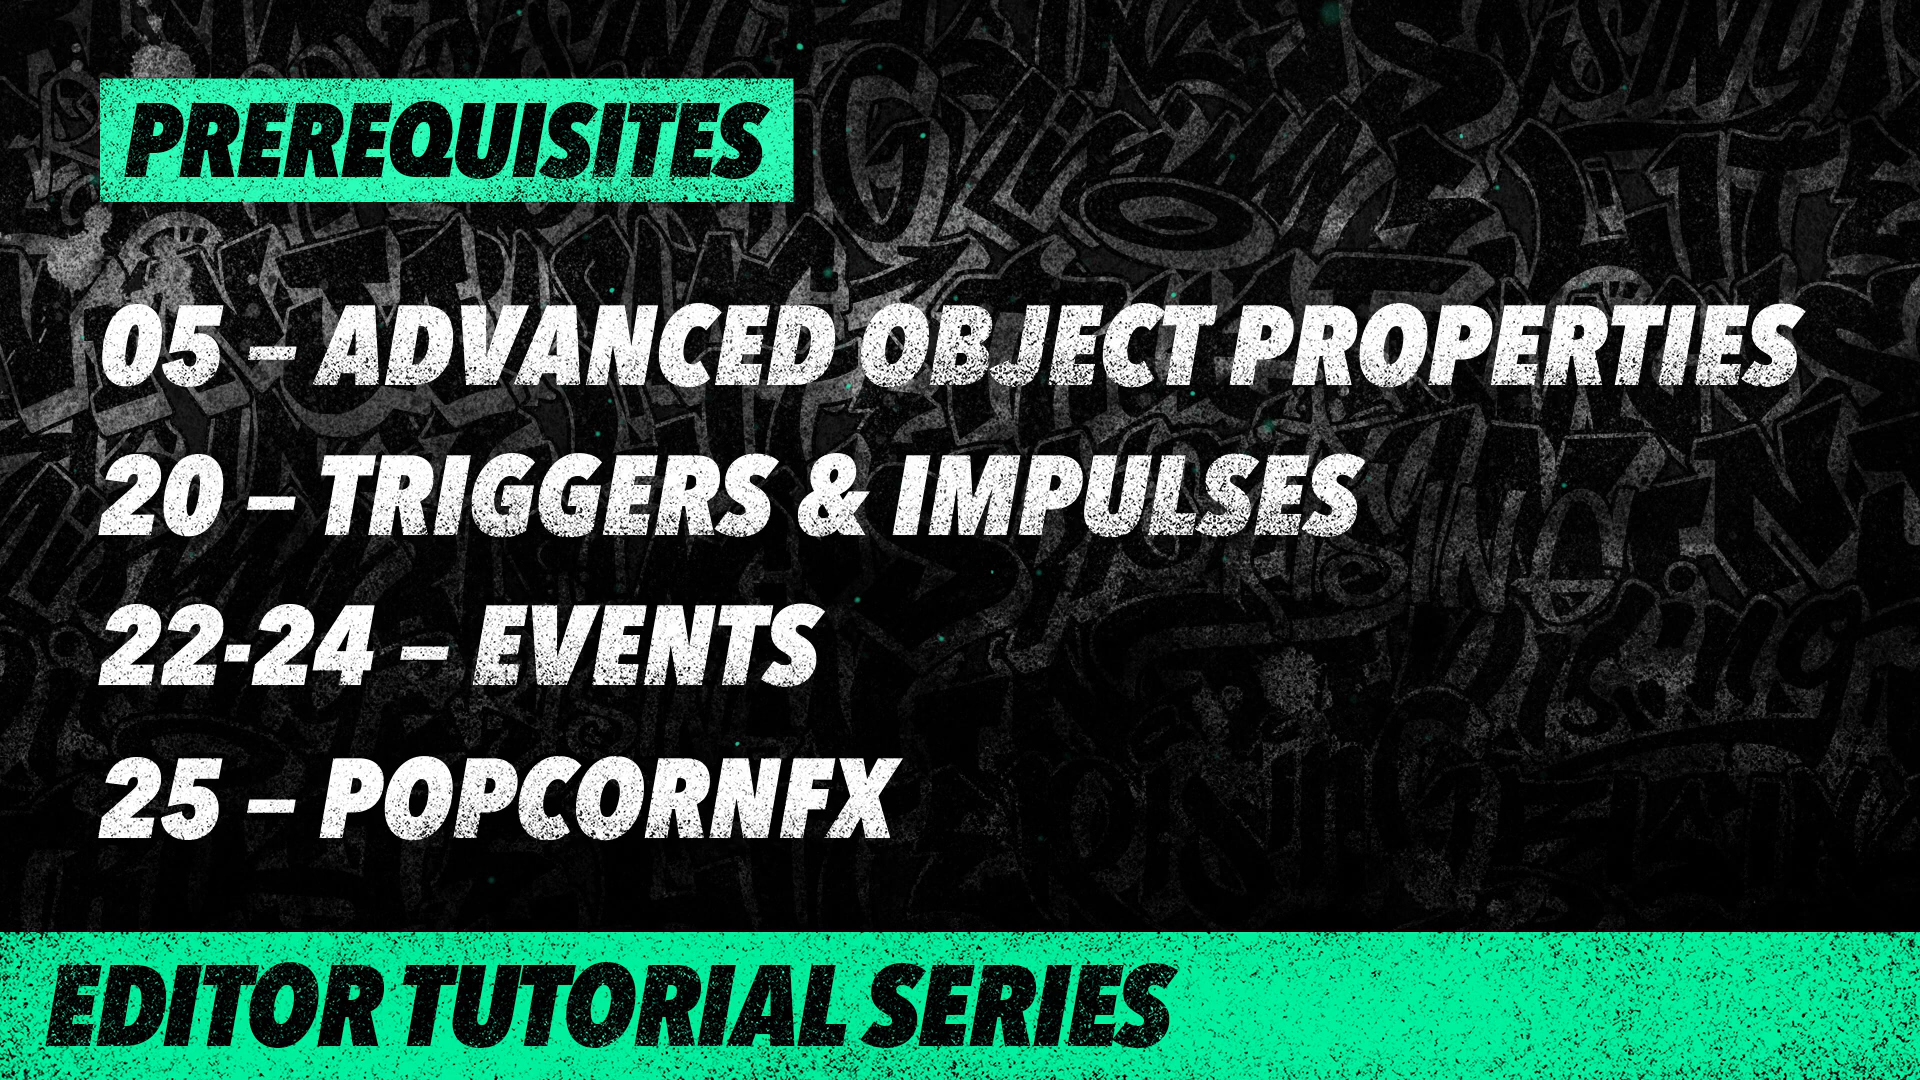 PREREQUISITES
05 – ADVANCED OBJECT PROPERTIES
20 – TRIGGERS & IMPULSES
22-24 – EVENTS
25 – POPCORNFX
EDITOR TUTORIAL SERIES